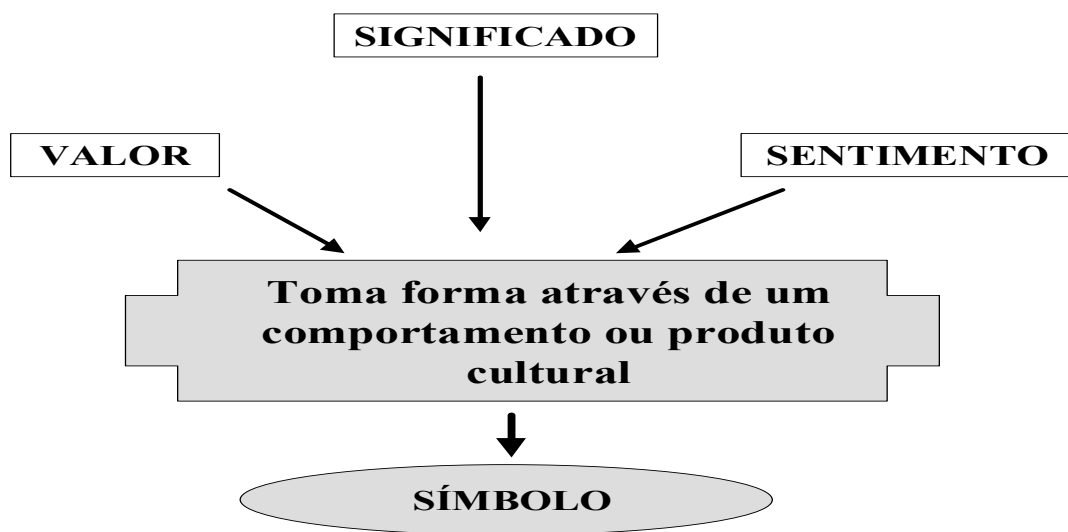 SIGNIFICADO
VALOR
SENTIMENTO
Toma forma através de um
comportamento ou produto
cultural
SÍMBOLO